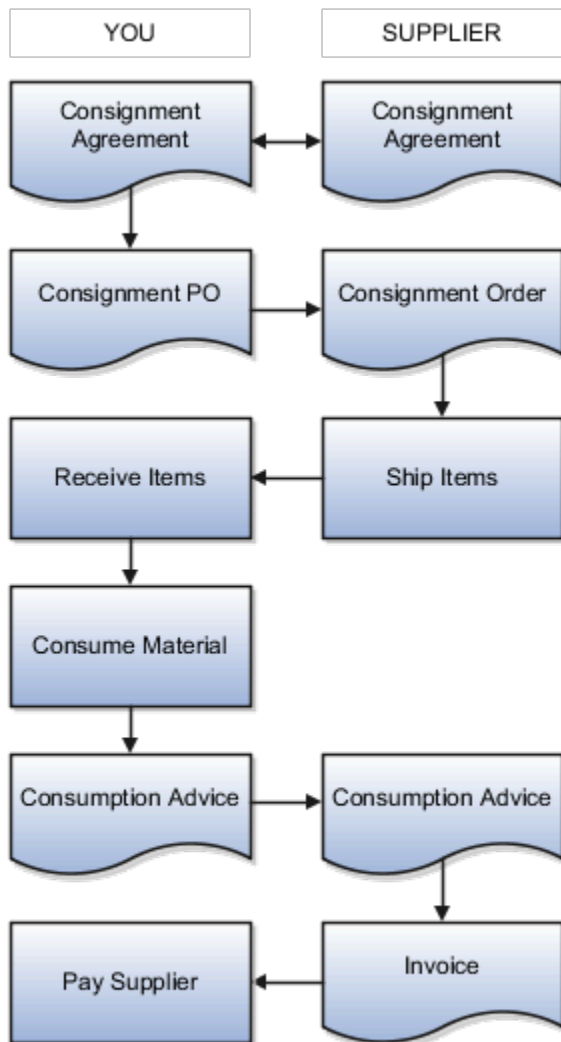 YOU
SUPPLIER
Consignment
Agreement
Consignment
Agreement
Consignment PO
Consignment Order
Receive Items
Ship Items
Consume Material
Consumption Advice
Consumption Advice
Pay Supplier
Invoice